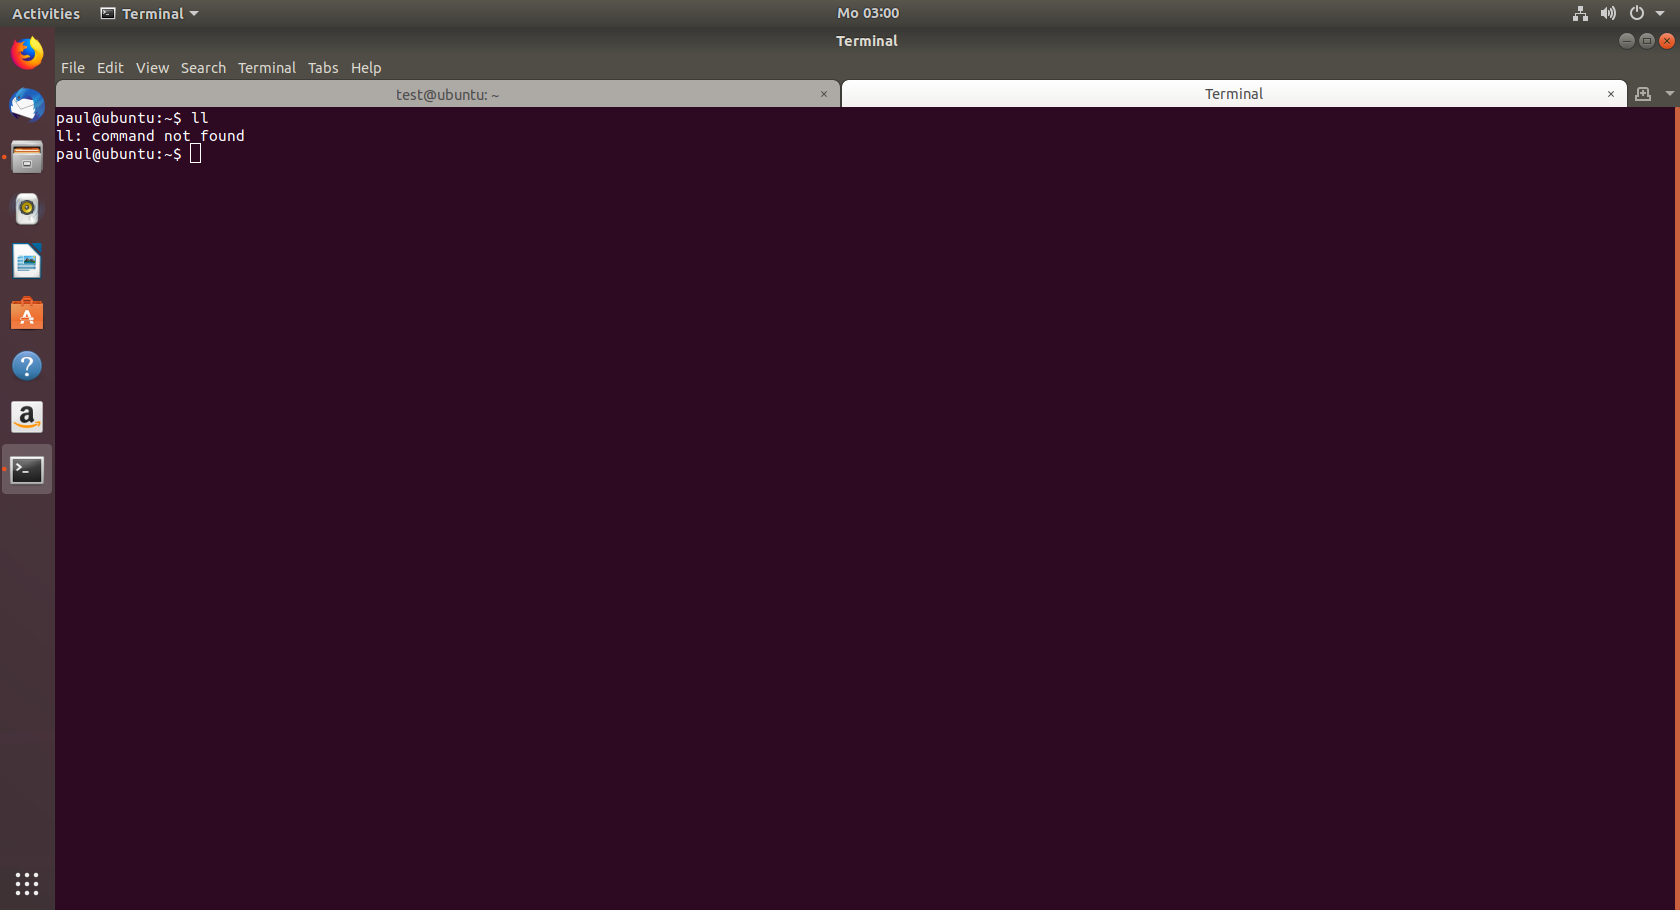 Activities Terminal Mo 03:00
Terminal
File Edit View Search Terminal Tabs Help
test@ubuntu: ~ × Terminal ×
paul@ubuntu:~$ ll
ll: command not found
paul@ubuntu:~$